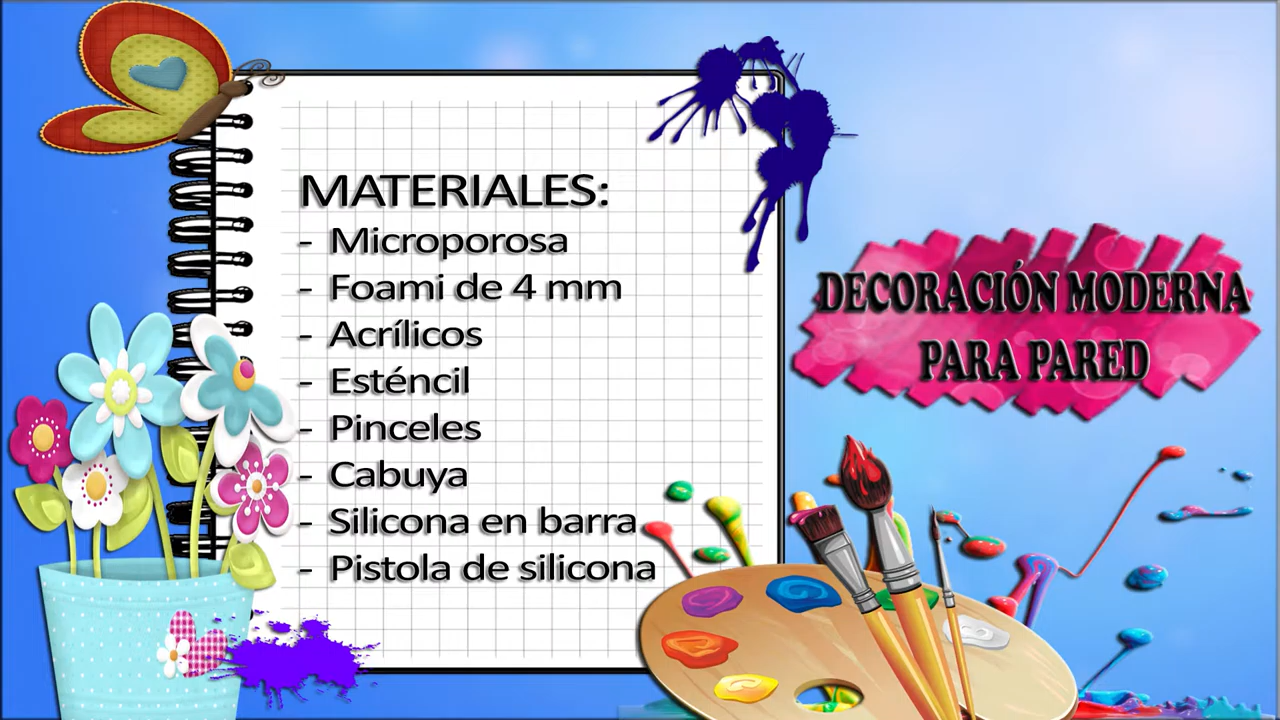 MATERIALES:
- Microporosa
- Foami de 4 mm
- Acrílicos
- Esténcil
- Pinceles
- Cabuya
- Silicona en barra
- Pistola de silicona
DECORACIÓN MODERNA
PARA PARED